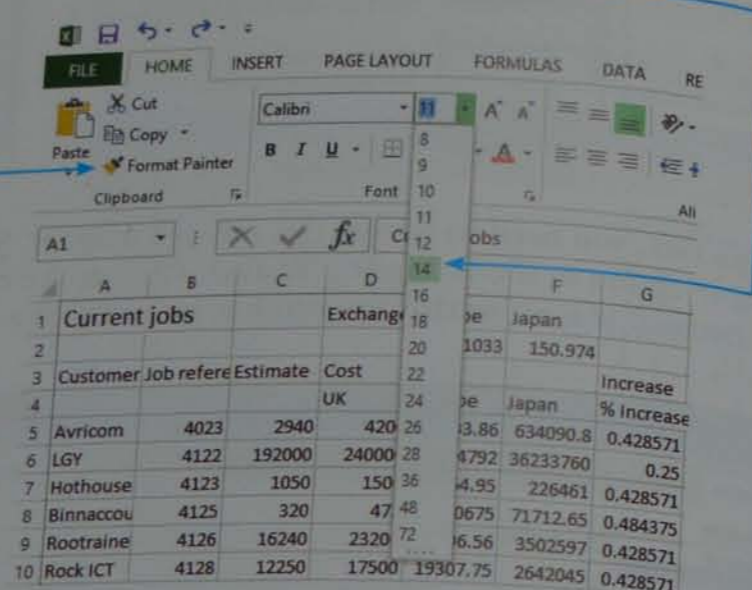 FILE HOME INSERT PAGE LAYOUT FORMULAS DATA RE
Cut
Calibri 11 A A
Copy
Paste
Format Painter
B I U A
Clipboard Font Ali
8
9
10
11
12
14
16
18
20
22
24
26
28
36
48
72
A1 fx C obs
A B C D F G
1 Current jobs Exchang pe Japan
2 1033 150.974
3 Customer Job refere Estimate Cost Increase
4 UK pe Japan % Increase
5 Avricom 4023 2940 420 3.86 634090.8 0.428571
6 LGY 4122 192000 24000 4792 36233760 0.25
7 Hothouse 4123 1050 150 4.95 226461 0.428571
8 Binnaccou 4125 320 47 0675 71712.65 0.484375
9 Rootraine 4126 16240 2320 6.56 3502597 0.428571
10 Rock ICT 4128 12250 17500 19307.75 2642045 0.428571